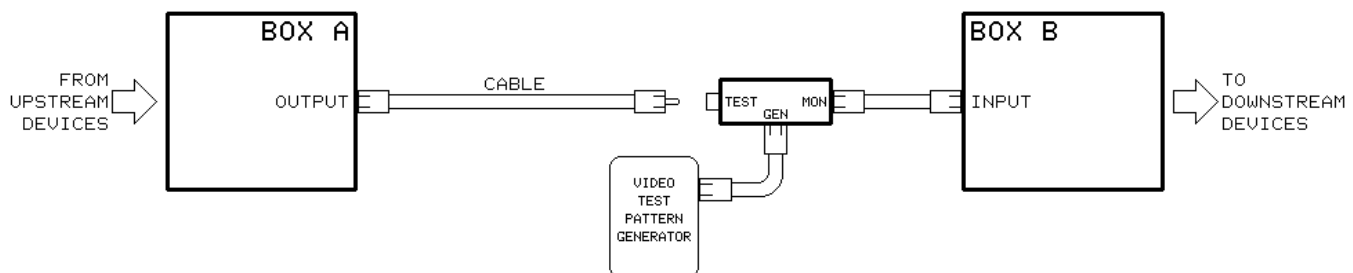 BOX A
FROM
UPSTREAM
DEVICES
OUTPUT
CABLE
TEST
MON
GEN
VIDEO
TEST
PATTERN
GENERATOR
BOX B
INPUT
TO
DOWNSTREAM
DEVICES